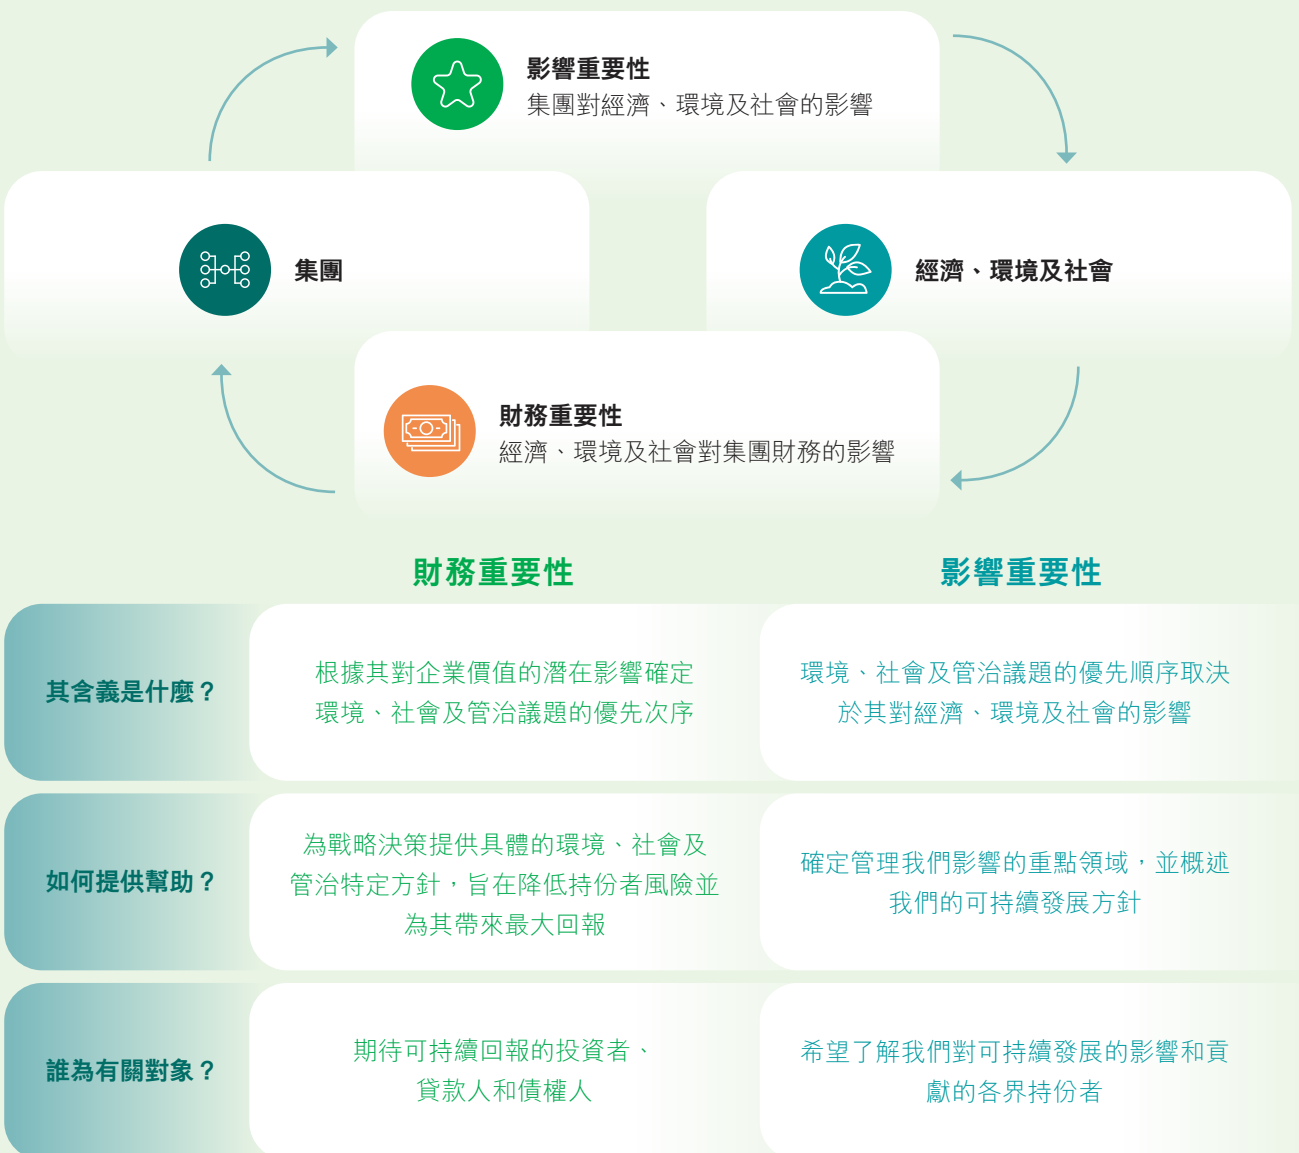 影響重要性
集團對經濟、環境及社會的影響
集團
經濟、環境及社會
財務重要性
經濟、環境及社會對集團財務的影響
財務重要性
影響重要性
其含義是什麼？
根據其對企業價值的潛在影響確定
環境、社會及管治議題的優先次序
環境、社會及管治議題的優先順序取決
於其對經濟、環境及社會的影響
如何提供幫助？
為戰略決策提供具體的環境、社會及
管治特定方針，旨在降低持份者風險並
為其帶來最大回報
確定管理我們影響的重點領域，並概述
我們的可持續發展方針
誰為有關對象？
期待可持續回報的投資者、
貸款人和債權人
希望了解我們對可持續發展的影響和貢
獻的各界持份者